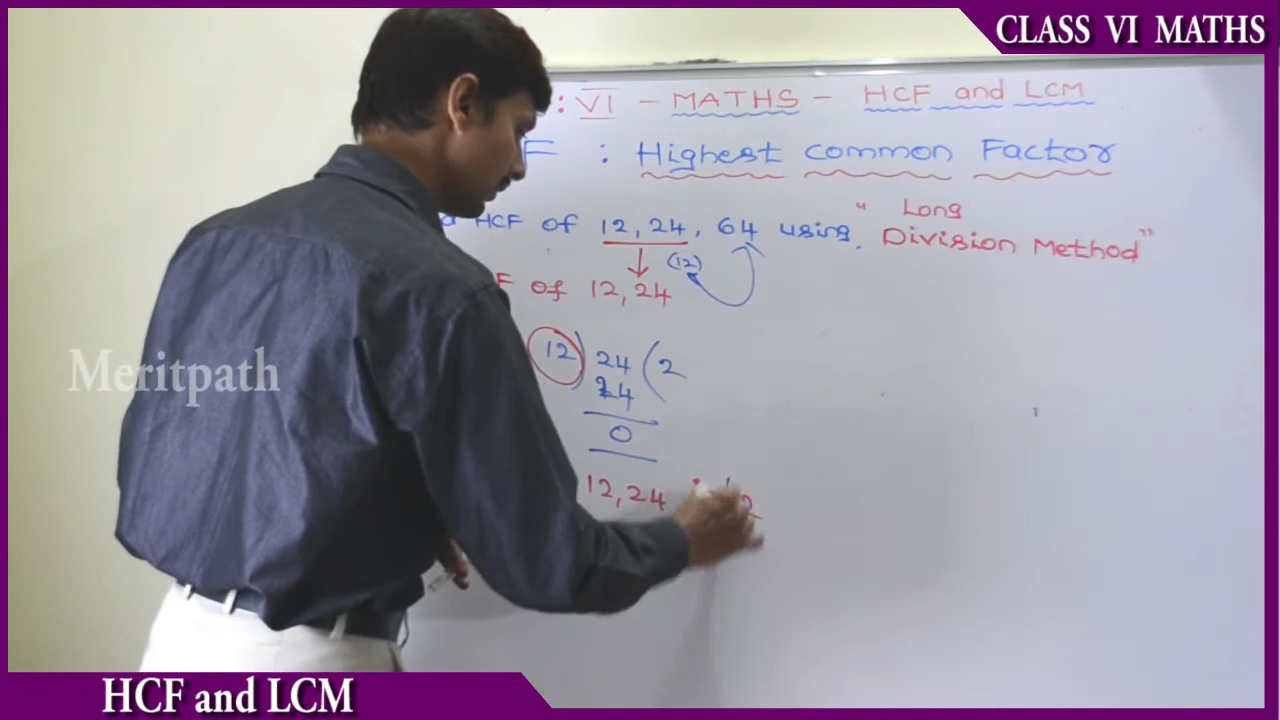 CLASS VI MATHS
: VI - MATHS - HCF and LCM
F : Highest common Factor
HCF of 12, 24, 64 using, " Long
Division Method"
(12)
F of 12, 24
12) 24 (2
24
0
12, 24
Meritpath
HCF and LCM